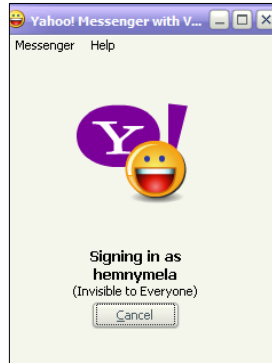 Yahoo! Messenger with V...
Messenger Help
Y!
Signing in as
hemnymela
(Invisible to Everyone)
Cancel